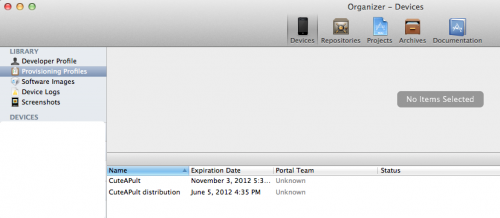 Organizer – Devices
Devices Repositories Projects Archives Documentation
LIBRARY
Developer Profile
Provisioning Profiles
Software Images
Device Logs
Screenshots
DEVICES
No Items Selected
Name Expiration Date Portal Team Status
CuteAPult November 3, 2012 5:3... Unknown
CuteAPult distribution June 5, 2012 4:35 PM Unknown